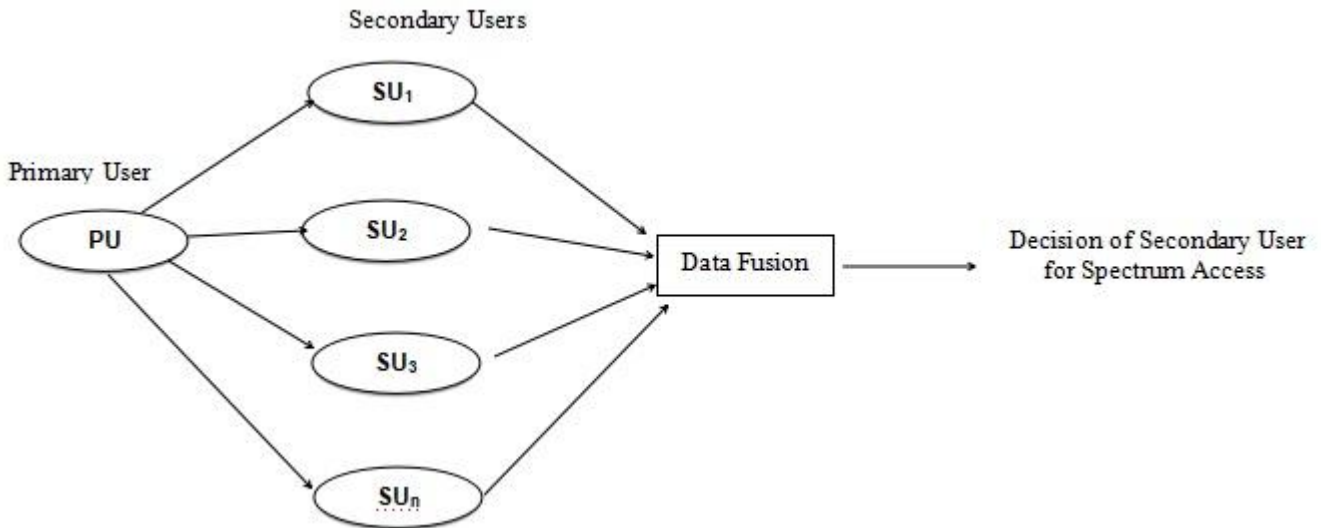 Secondary Users
SU₁
Primary User
PU
SU₂
Data Fusion
Decision of Secondary User
for Spectrum Access
SU₃
SUₙ